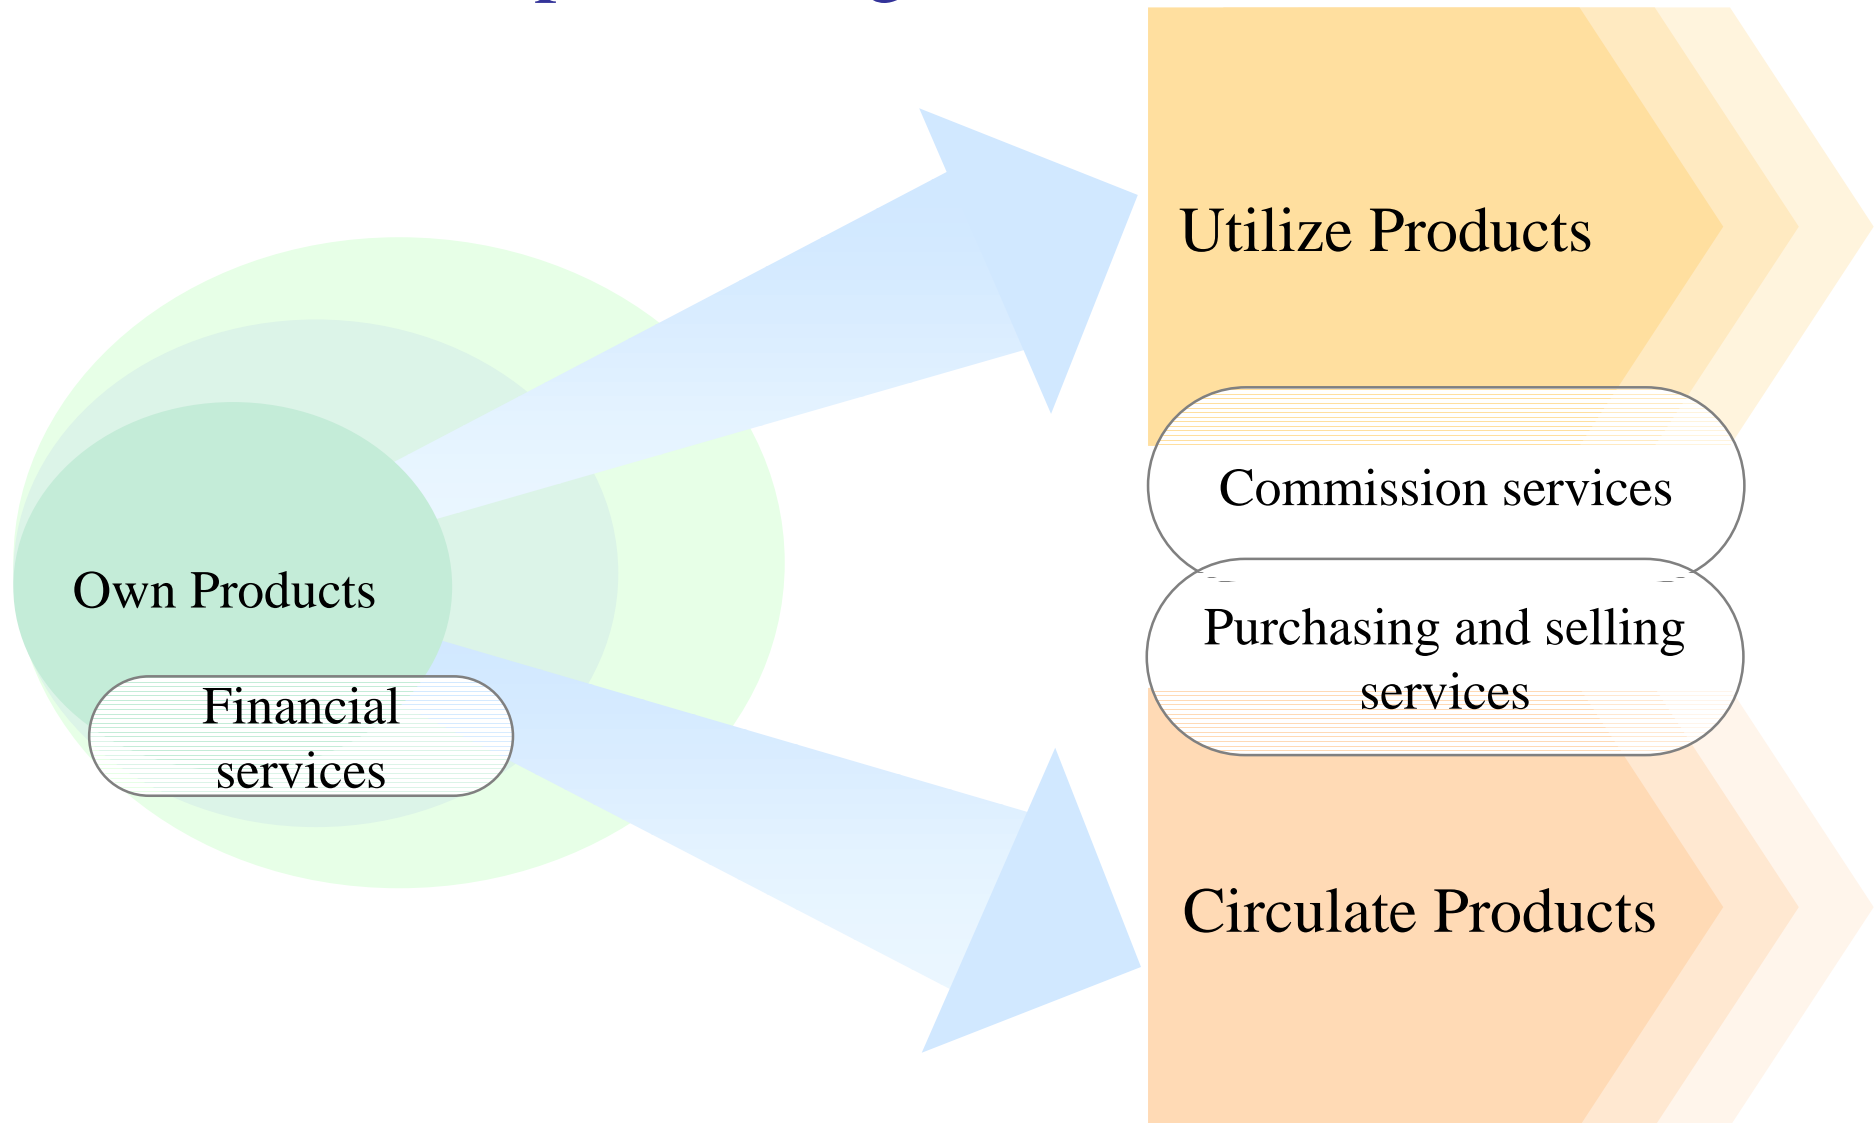 Utilize Products
Commission services
Own Products
Purchasing and selling
services
Financial
services
Circulate Products